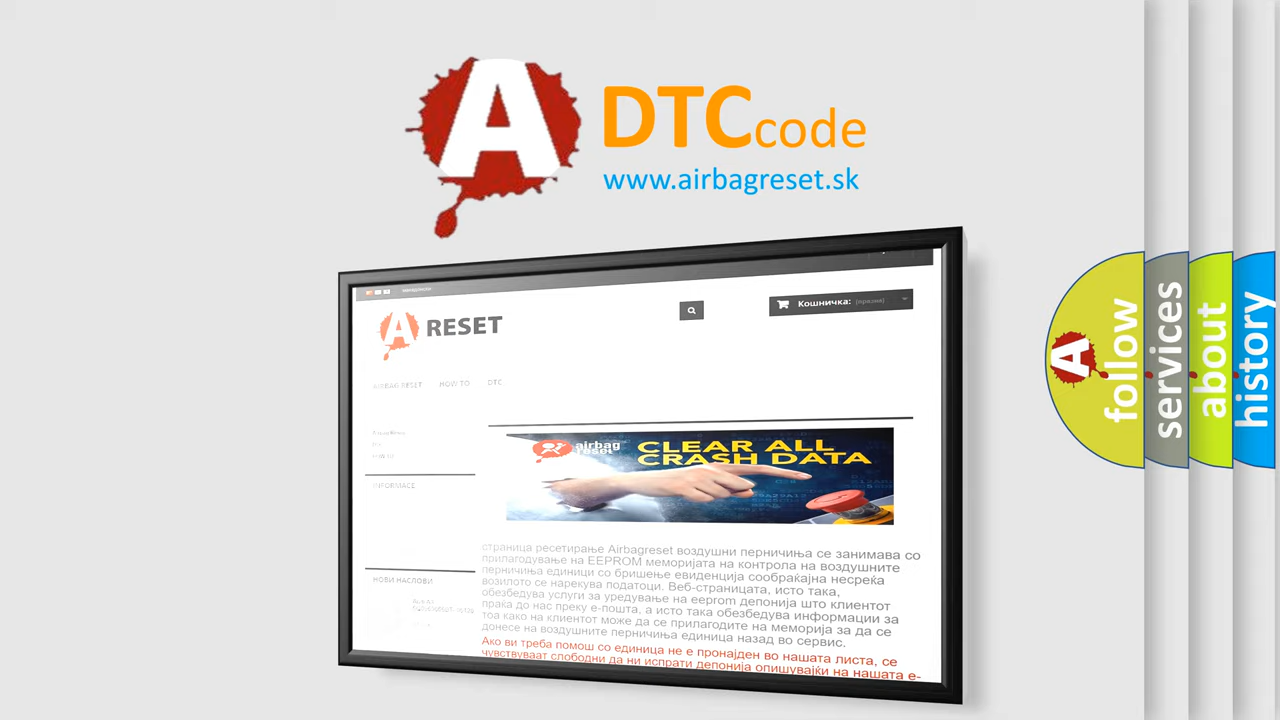 A
DTCcode
www.airbagreset.sk
A RESET
Кошничка: (празна)
AIRBAG RESET HOW TO DTC
INFORMACE
airbag
reset
CLEAR ALL
CRASH DATA
страница ресетирање Airbagreset воздушни перничиња се занимава со
прилагодување на EEPROM меморијата на контрола на воздушните
перничиња единици со бришење евиденција сообраќајна несреќа
возилото се нарекува податоци. Веб-страницата, исто така,
обезбедува услуги за уредување на eeprom депонија што клиентот
праќа до нас преку е-пошта, а исто така обезбедува информации за
тоа како на клиентот може да се прилагодите на меморија за да се
донесе на воздушните перничиња единица назад во сервис.
Ако ви треба помош со единица не е пронајден во нашата листа, се
чувствуваат слободни да ни испрати депонија опишувајќи на нашата е-
НОВИ НАСЛОВИ
A
follow
services
about
history